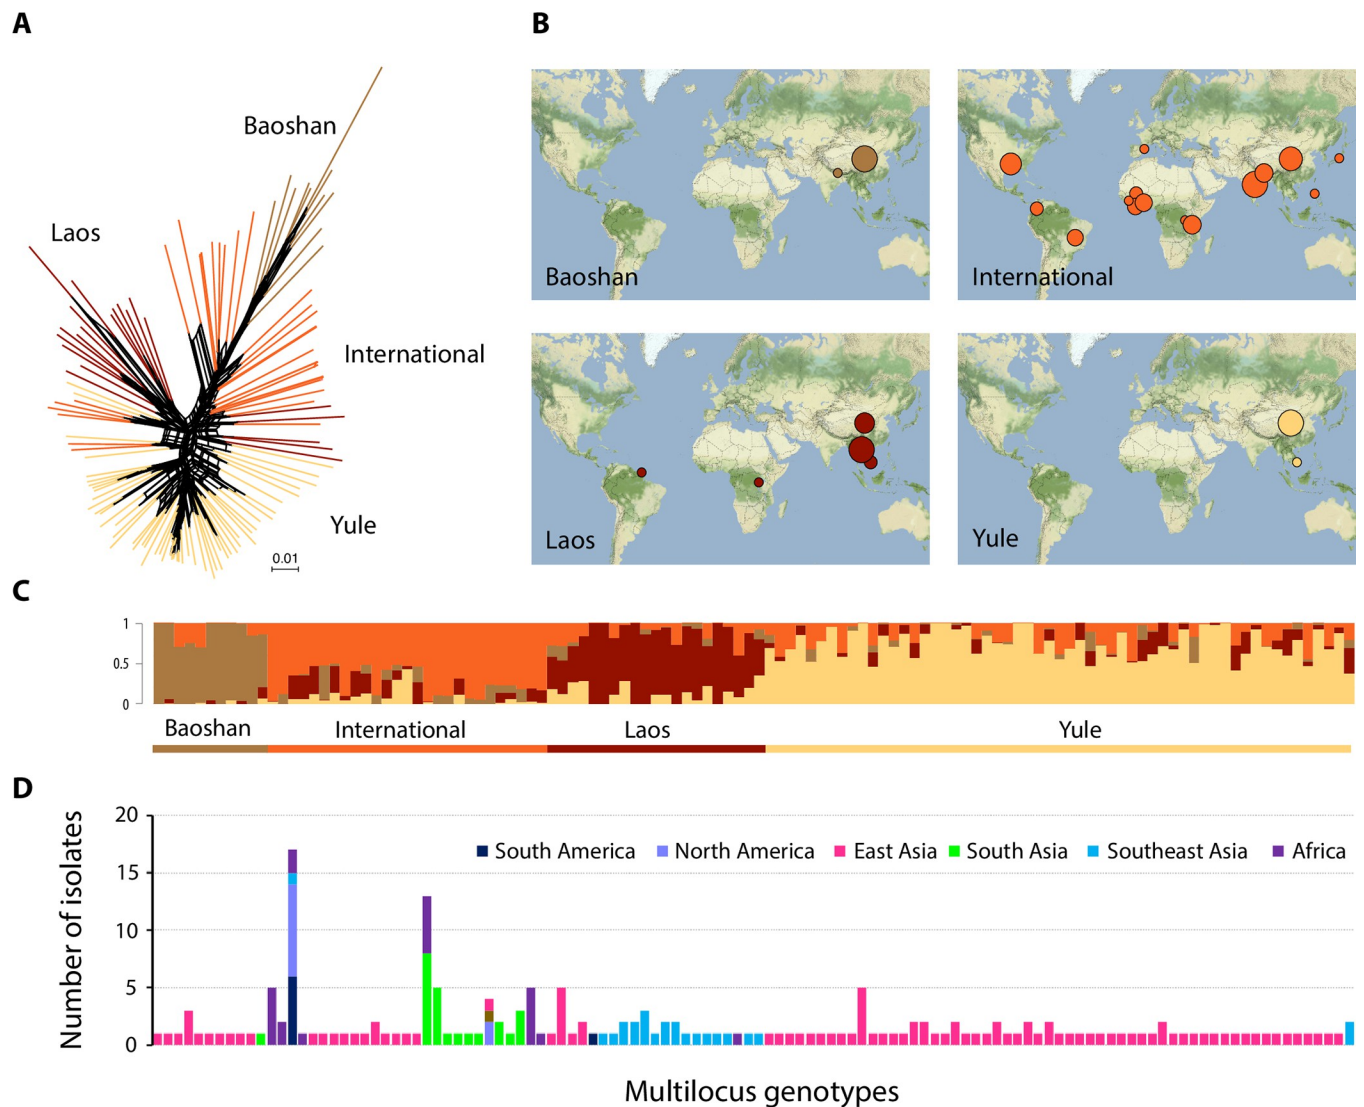 A
B
Baoshan
Laos
International
Yule
0.01
Baoshan
International
Laos
Yule
C
1
0.5
0
Baoshan
International
Laos
Yule
D
Number of isolates
20
15
10
5
0
South America
North America
East Asia
South Asia
Southeast Asia
Africa
Multilocus genotypes